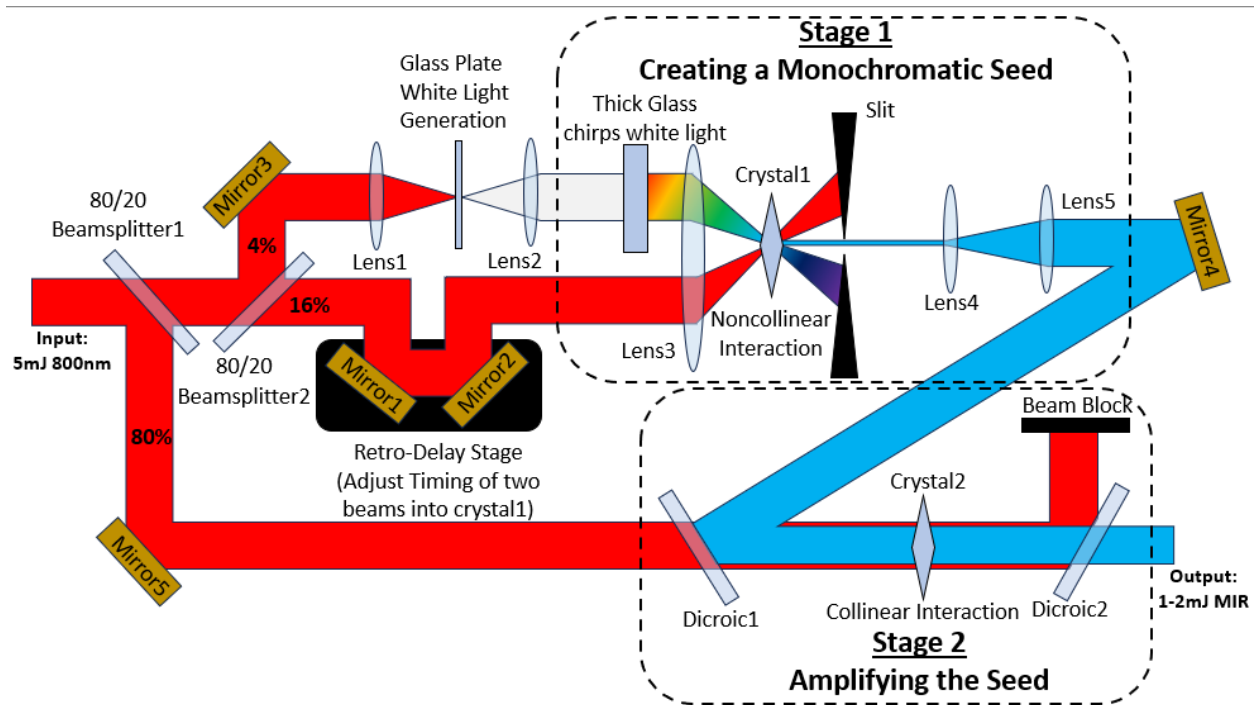 Stage 1
Creating a Monochromatic Seed
Glass Plate
White Light
Generation
Thick Glass
chirps white light
Slit
Mirror3
80/20
Beamsplitter1
Crystal1
Lens5
Mirror4
4%
Lens1
Lens2
16%
Lens4
Input:
5mJ 800nm
Noncollinear
Interaction
Lens3
80/20
Beamsplitter2
Mirror1
Mirror2
Beam Block
80%
Retro-Delay Stage
(Adjust Timing of two
beams into crystal1)
Crystal2
Mirror5
Output:
1-2mJ MIR
Dicroic1
Collinear Interaction
Dicroic2
Stage 2
Amplifying the Seed